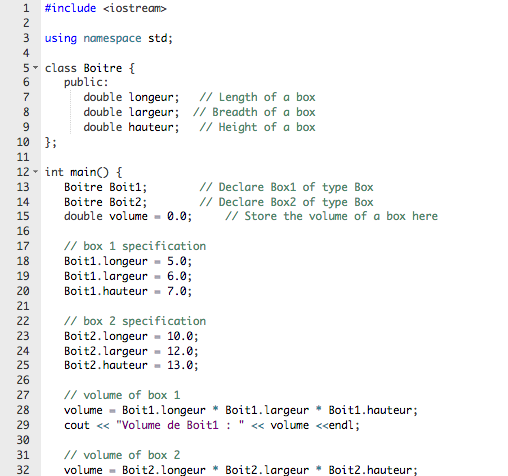 1 #include <iostream>
2
3 using namespace std;
4
5 class Boitre {
6 public:
7 double longeur; // Length of a box
8 double largeur; // Breadth of a box
9 double hauteur; // Height of a box
10 };
11
12 int main() {
13 Boitre Boit1; // Declare Box1 of type Box
14 Boitre Boit2; // Declare Box2 of type Box
15 double volume = 0.0; // Store the volume of a box here
16
17 // box 1 specification
18 Boit1.longeur = 5.0;
19 Boit1.largeur = 6.0;
20 Boit1.hauteur = 7.0;
21
22 // box 2 specification
23 Boit2.longeur = 10.0;
24 Boit2.largeur = 12.0;
25 Boit2.hauteur = 13.0;
26
27 // volume of box 1
28 volume = Boit1.longeur * Boit1.largeur * Boit1.hauteur;
29 cout << "Volume de Boit1 : " << volume <<endl;
30
31 // volume of box 2
32 volume = Boit2.longeur * Boit2.largeur * Boit2.hauteur;